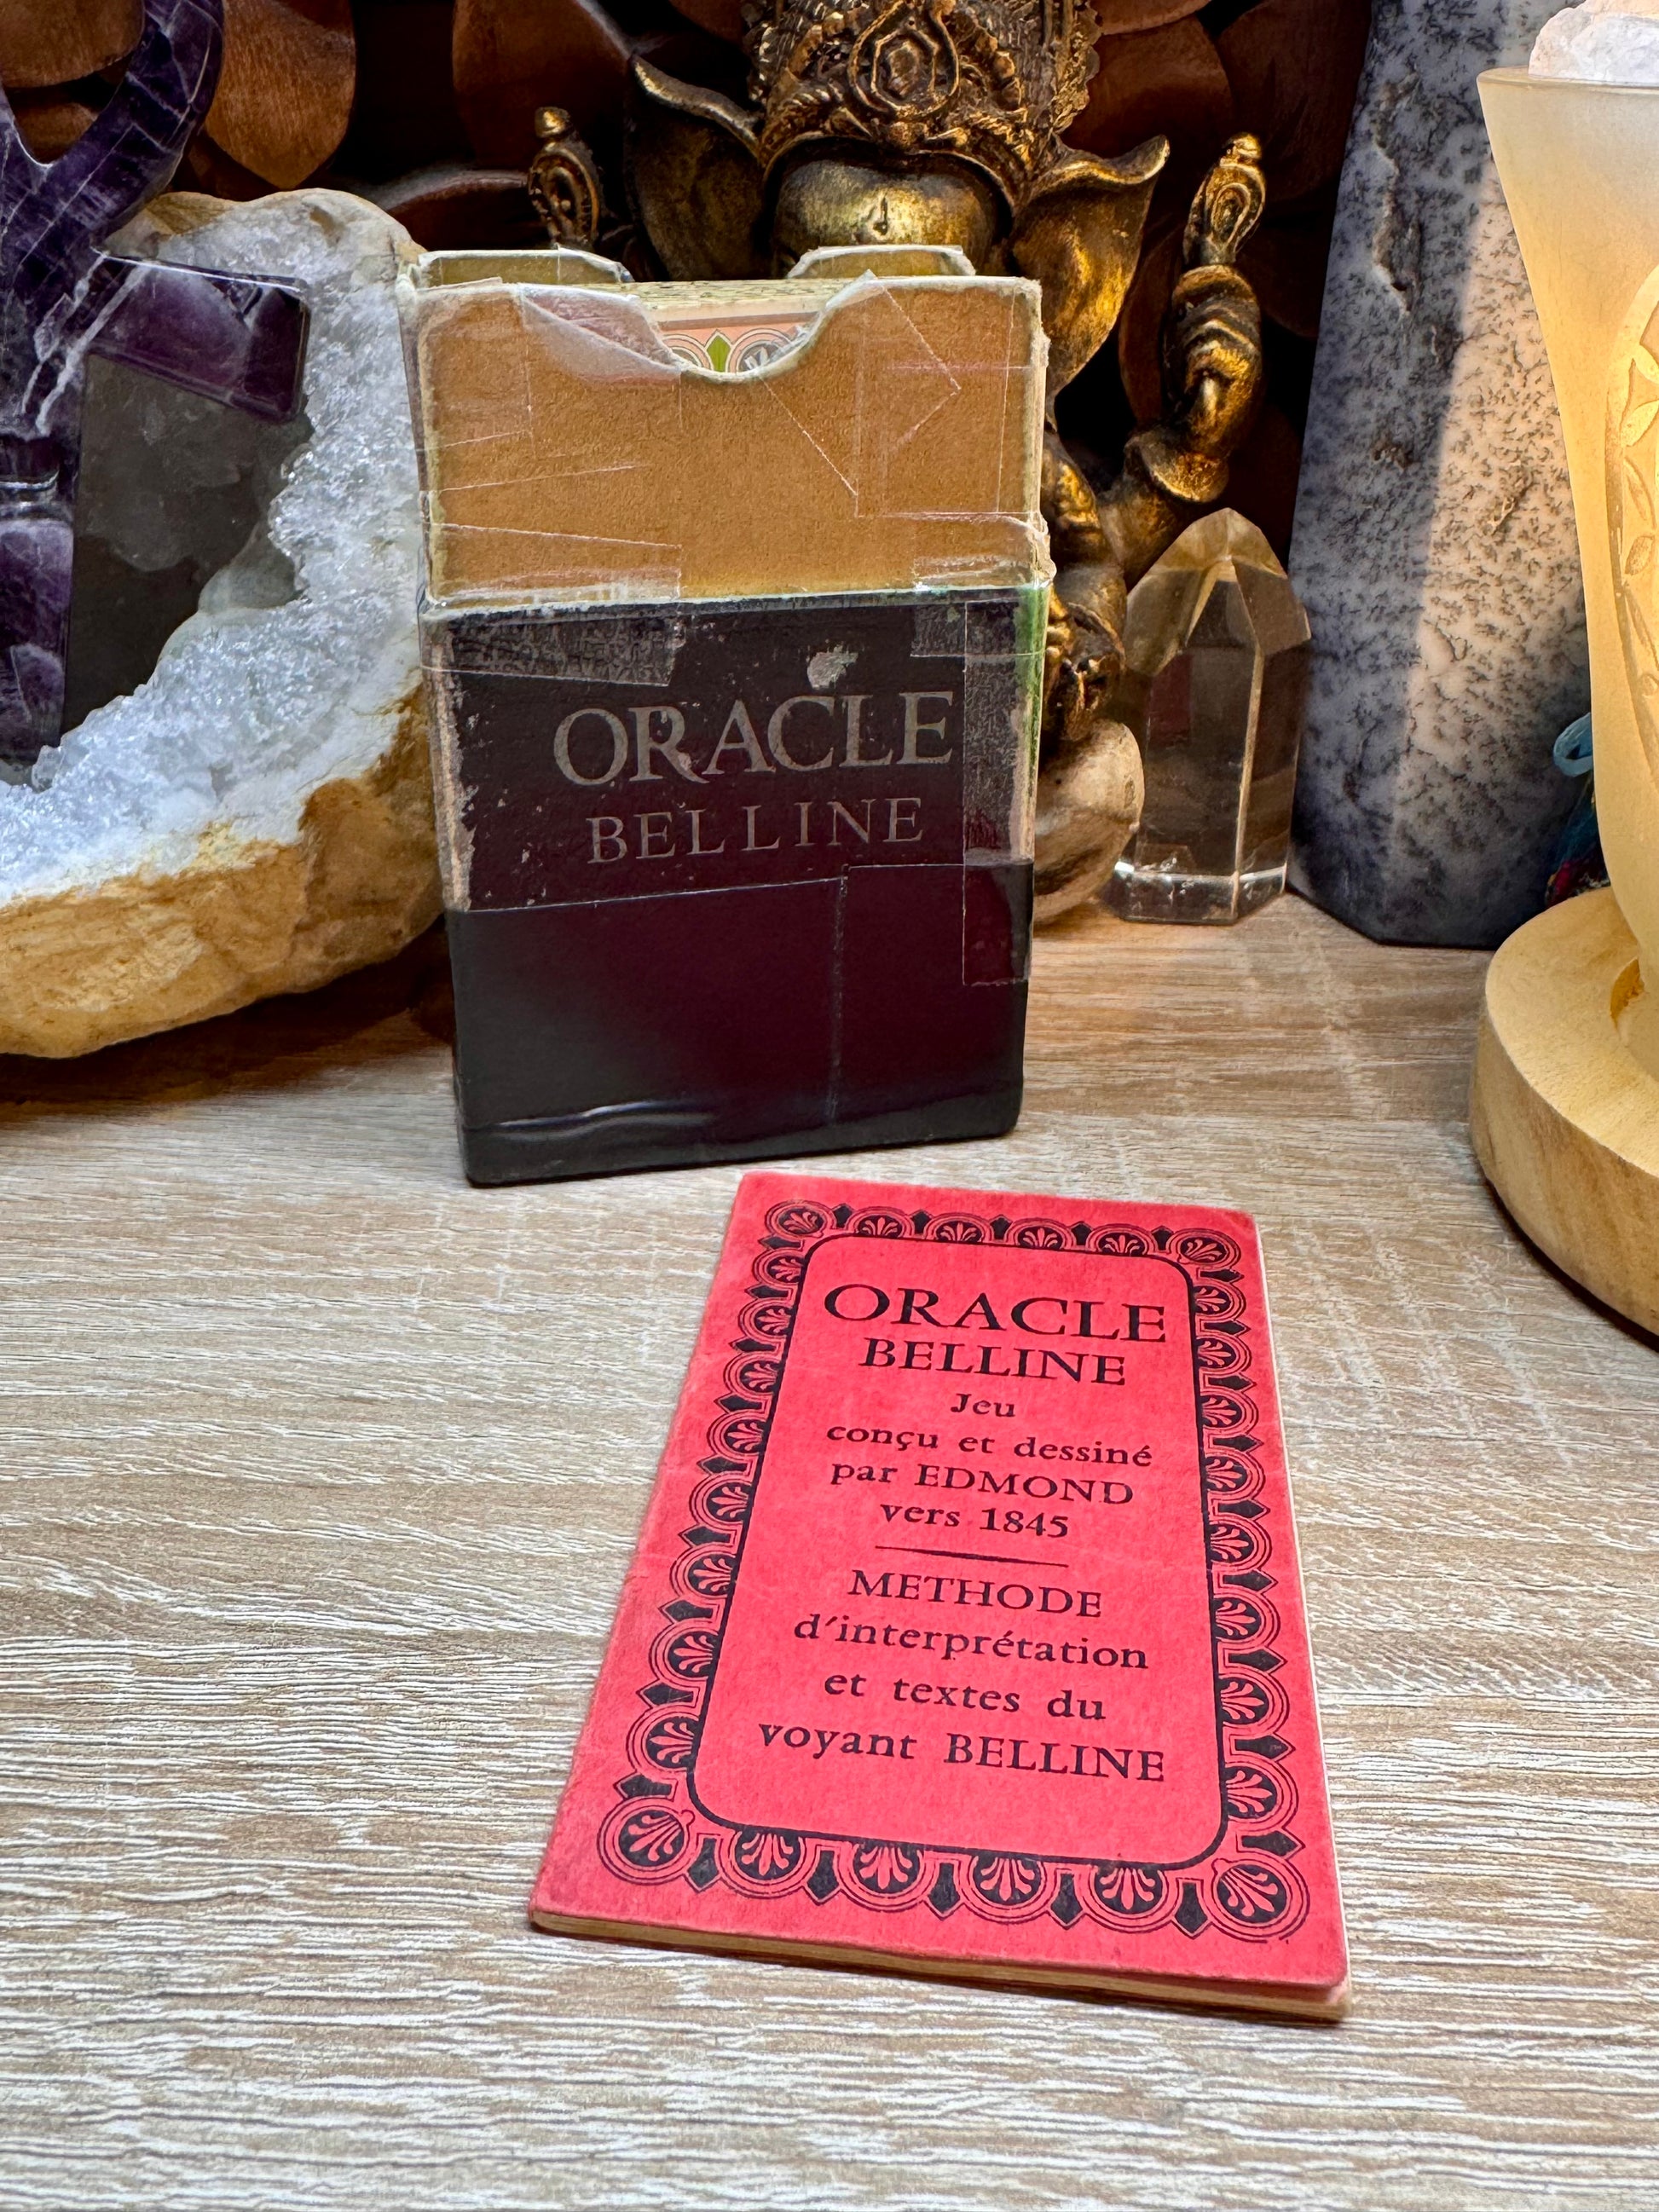 ORACLE
BELLINE
ORACLE
BELLINE
Jeu
conçu et dessiné
par EDMOND
vers 1845
METHODE
d'interprétation
et textes du
voyant BELLINE